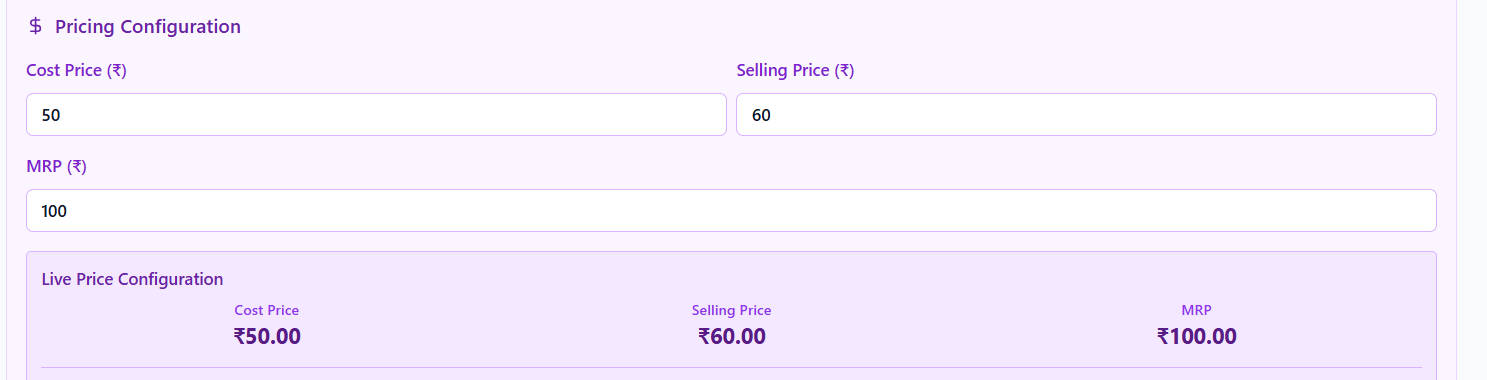 $ Pricing Configuration
Cost Price (₹) Selling Price (₹)
50 60
MRP (₹)
100
Live Price Configuration
Cost Price Selling Price MRP
₹50.00 ₹60.00 ₹100.00